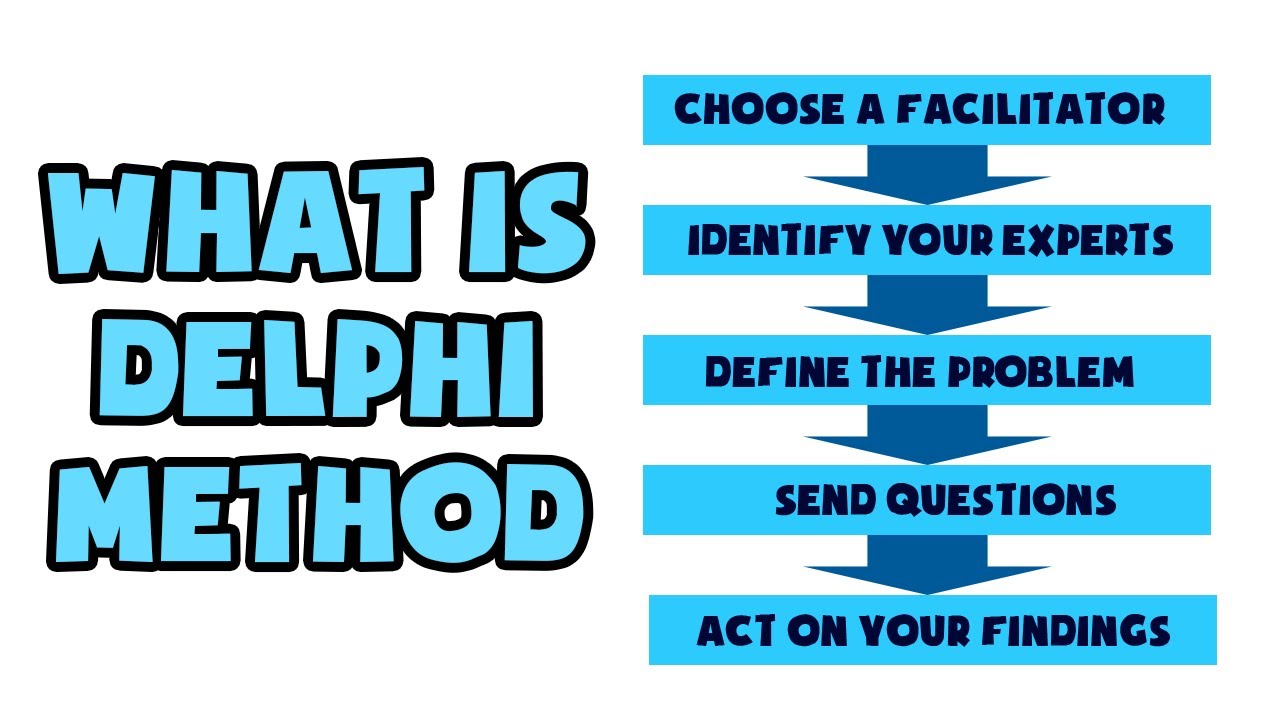 WHAT IS
DELPHI
METHOD
CHOOSE A FACILITATOR
IDENTIFY YOUR EXPERTS
DEFINE THE PROBLEM
SEND QUESTIONS
ACT ON YOUR FINDINGS